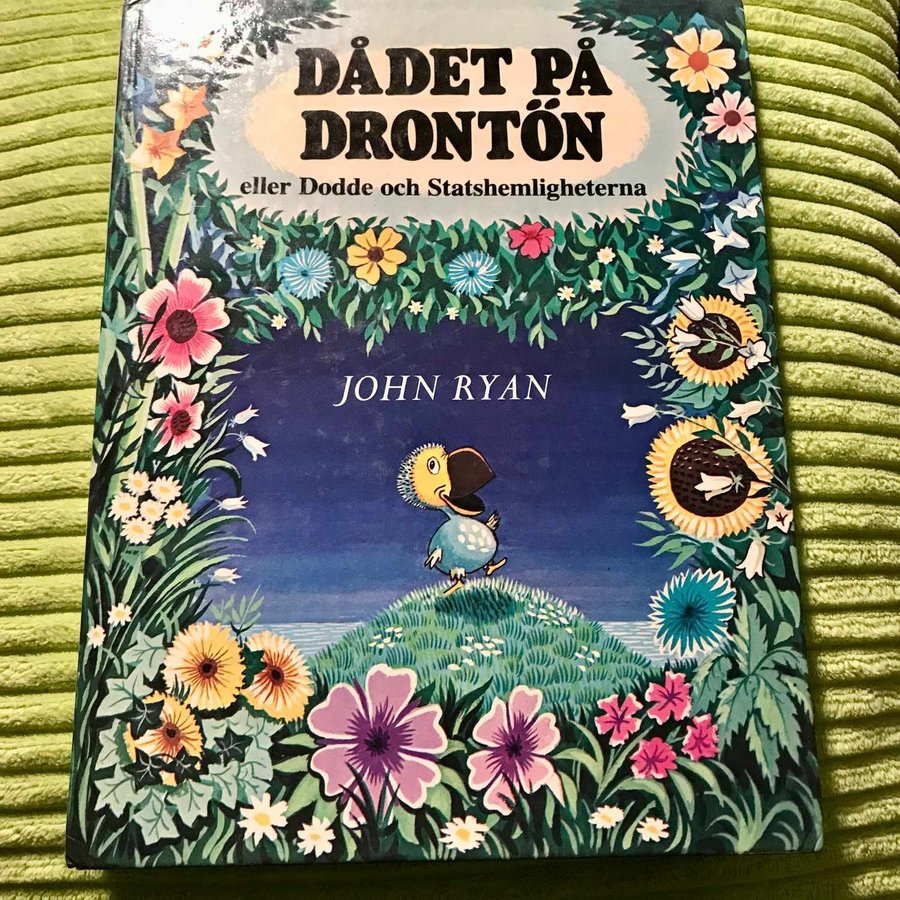 DÅDET PÅ
DRONTÖN
eller Dodde och Statshemligheterna
JOHN RYAN